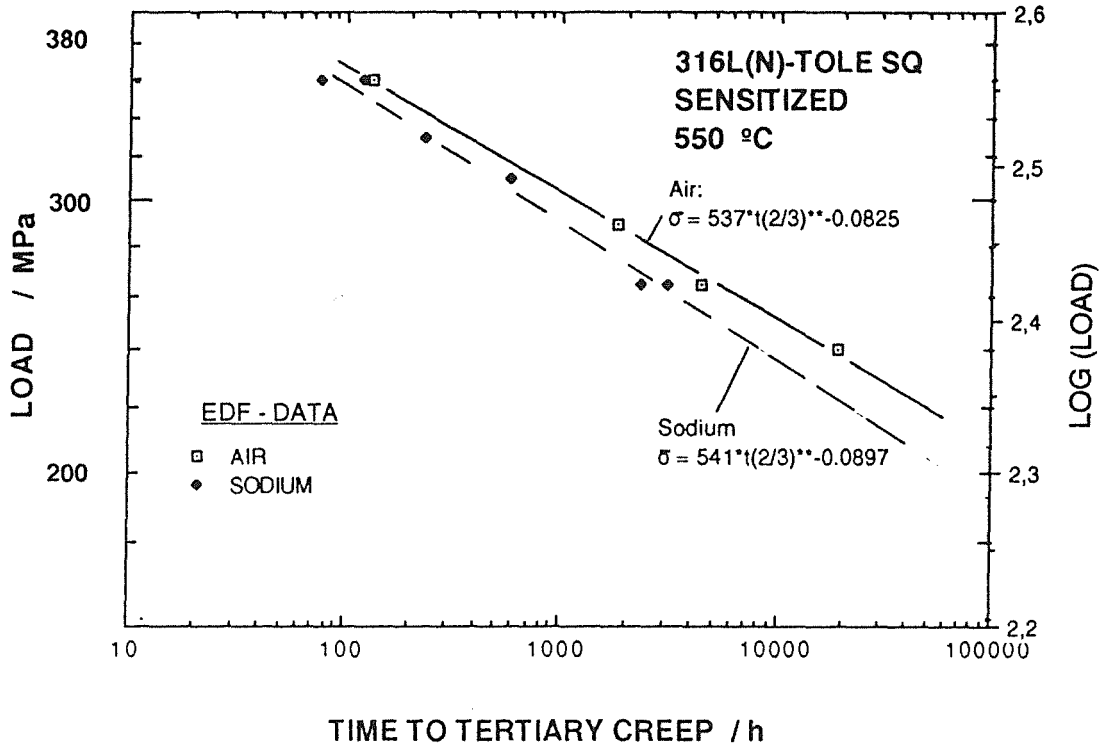 380
300
200
LOAD / MPa
2,6
2,5
2,4
2,3
2,2
LOG (LOAD)
316L(N)-TOLE SQ
SENSITIZED
550 ºC
Air:
σ = 537*t(2/3)**-0.0825
Sodium
σ = 541*t(2/3)**-0.0897
EDF - DATA
AIR
SODIUM
10 100 1000 10000 100000
TIME TO TERTIARY CREEP / h